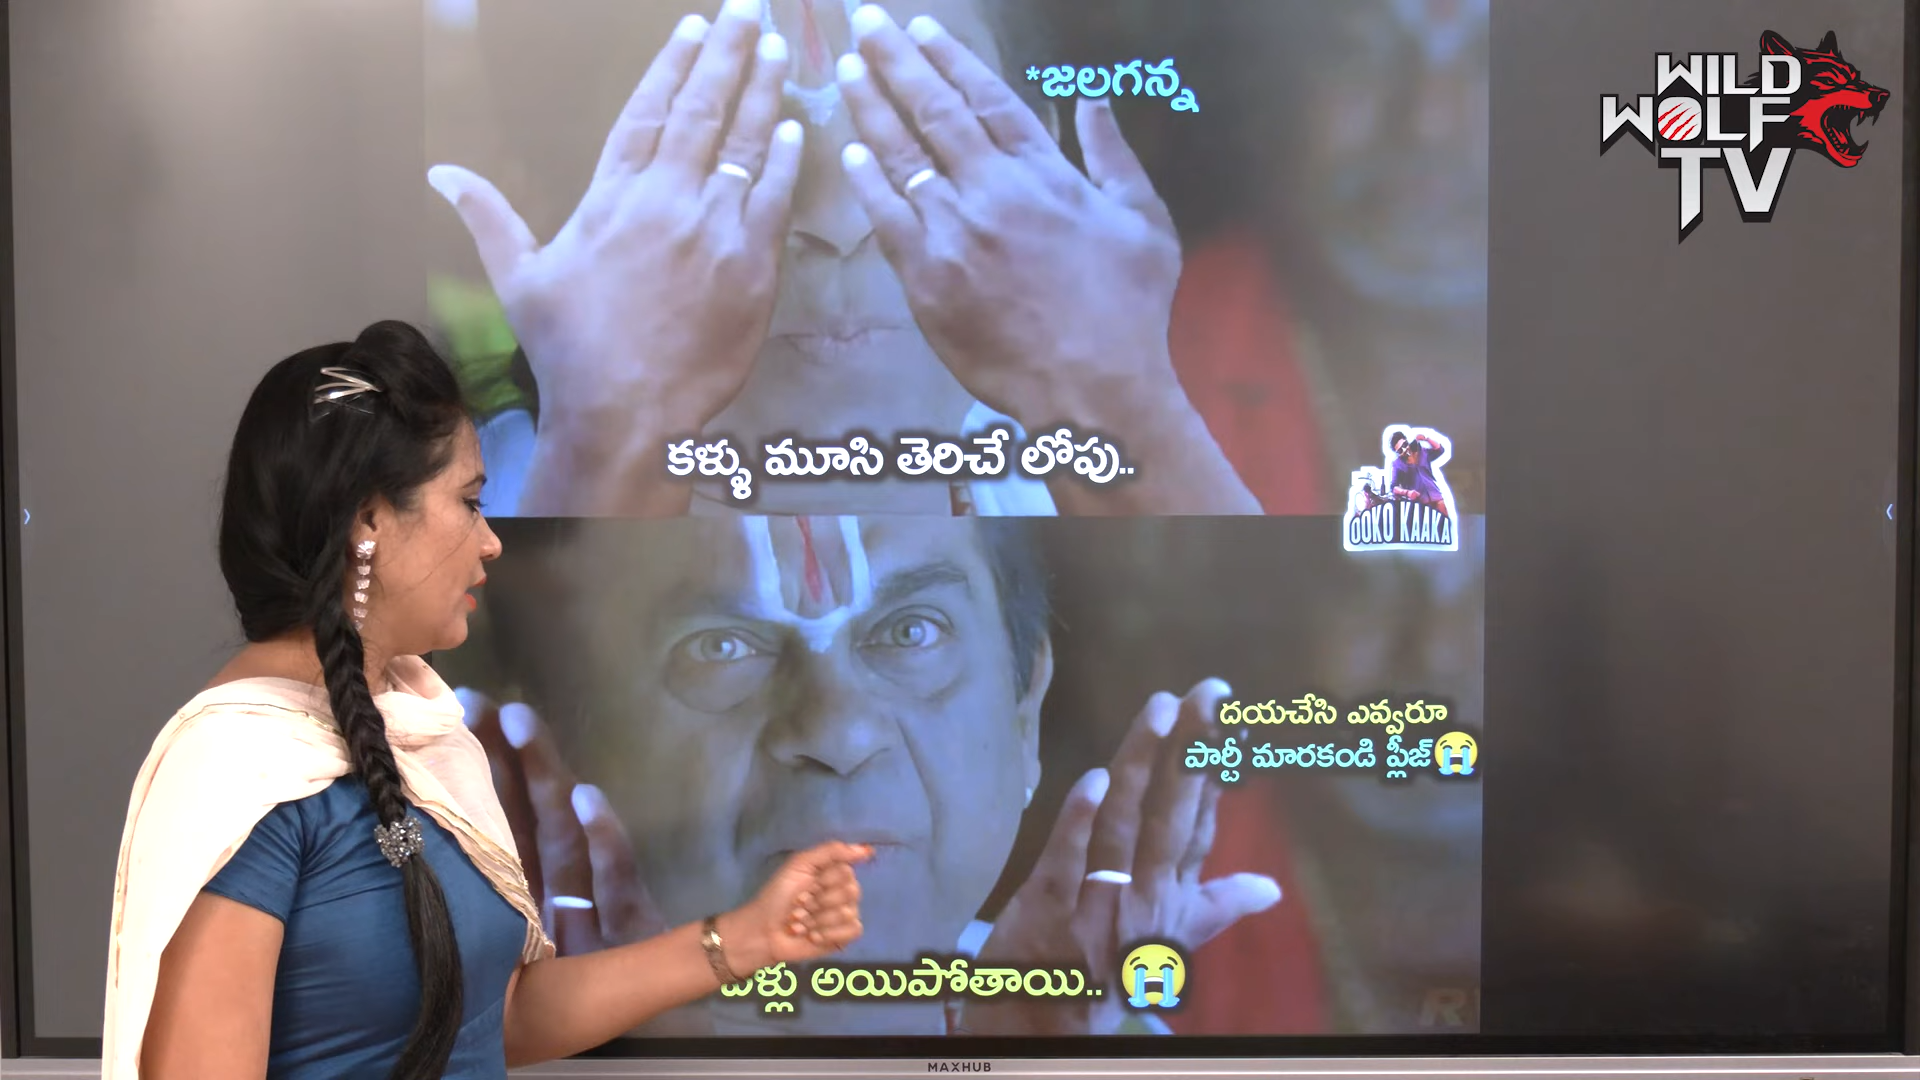 *జలగన్న
WILD
WOLF
TV
కళ్ళు మూసి తెరిచే లోపు..
OOKO KAAKA
దయచేసి ఎవ్వరూ
పార్టీ మారకండి ప్లీజ్😭
అయిపోతాయి.. 😭
MAXHUB